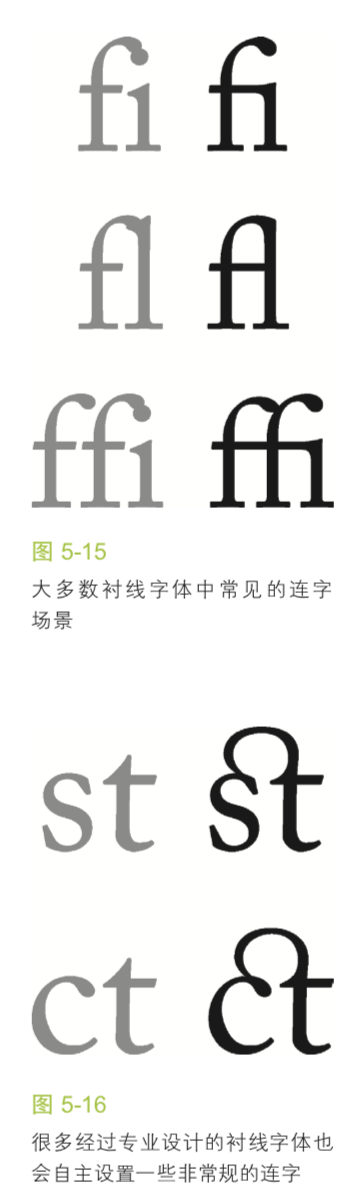 fi fi
fl fl
ffi ffi
图 5-15
大多数衬线字体中常见的连字
场景
st st
ct ct
图 5-16
很多经过专业设计的衬线字体也
会自主设置一些非常规的连字